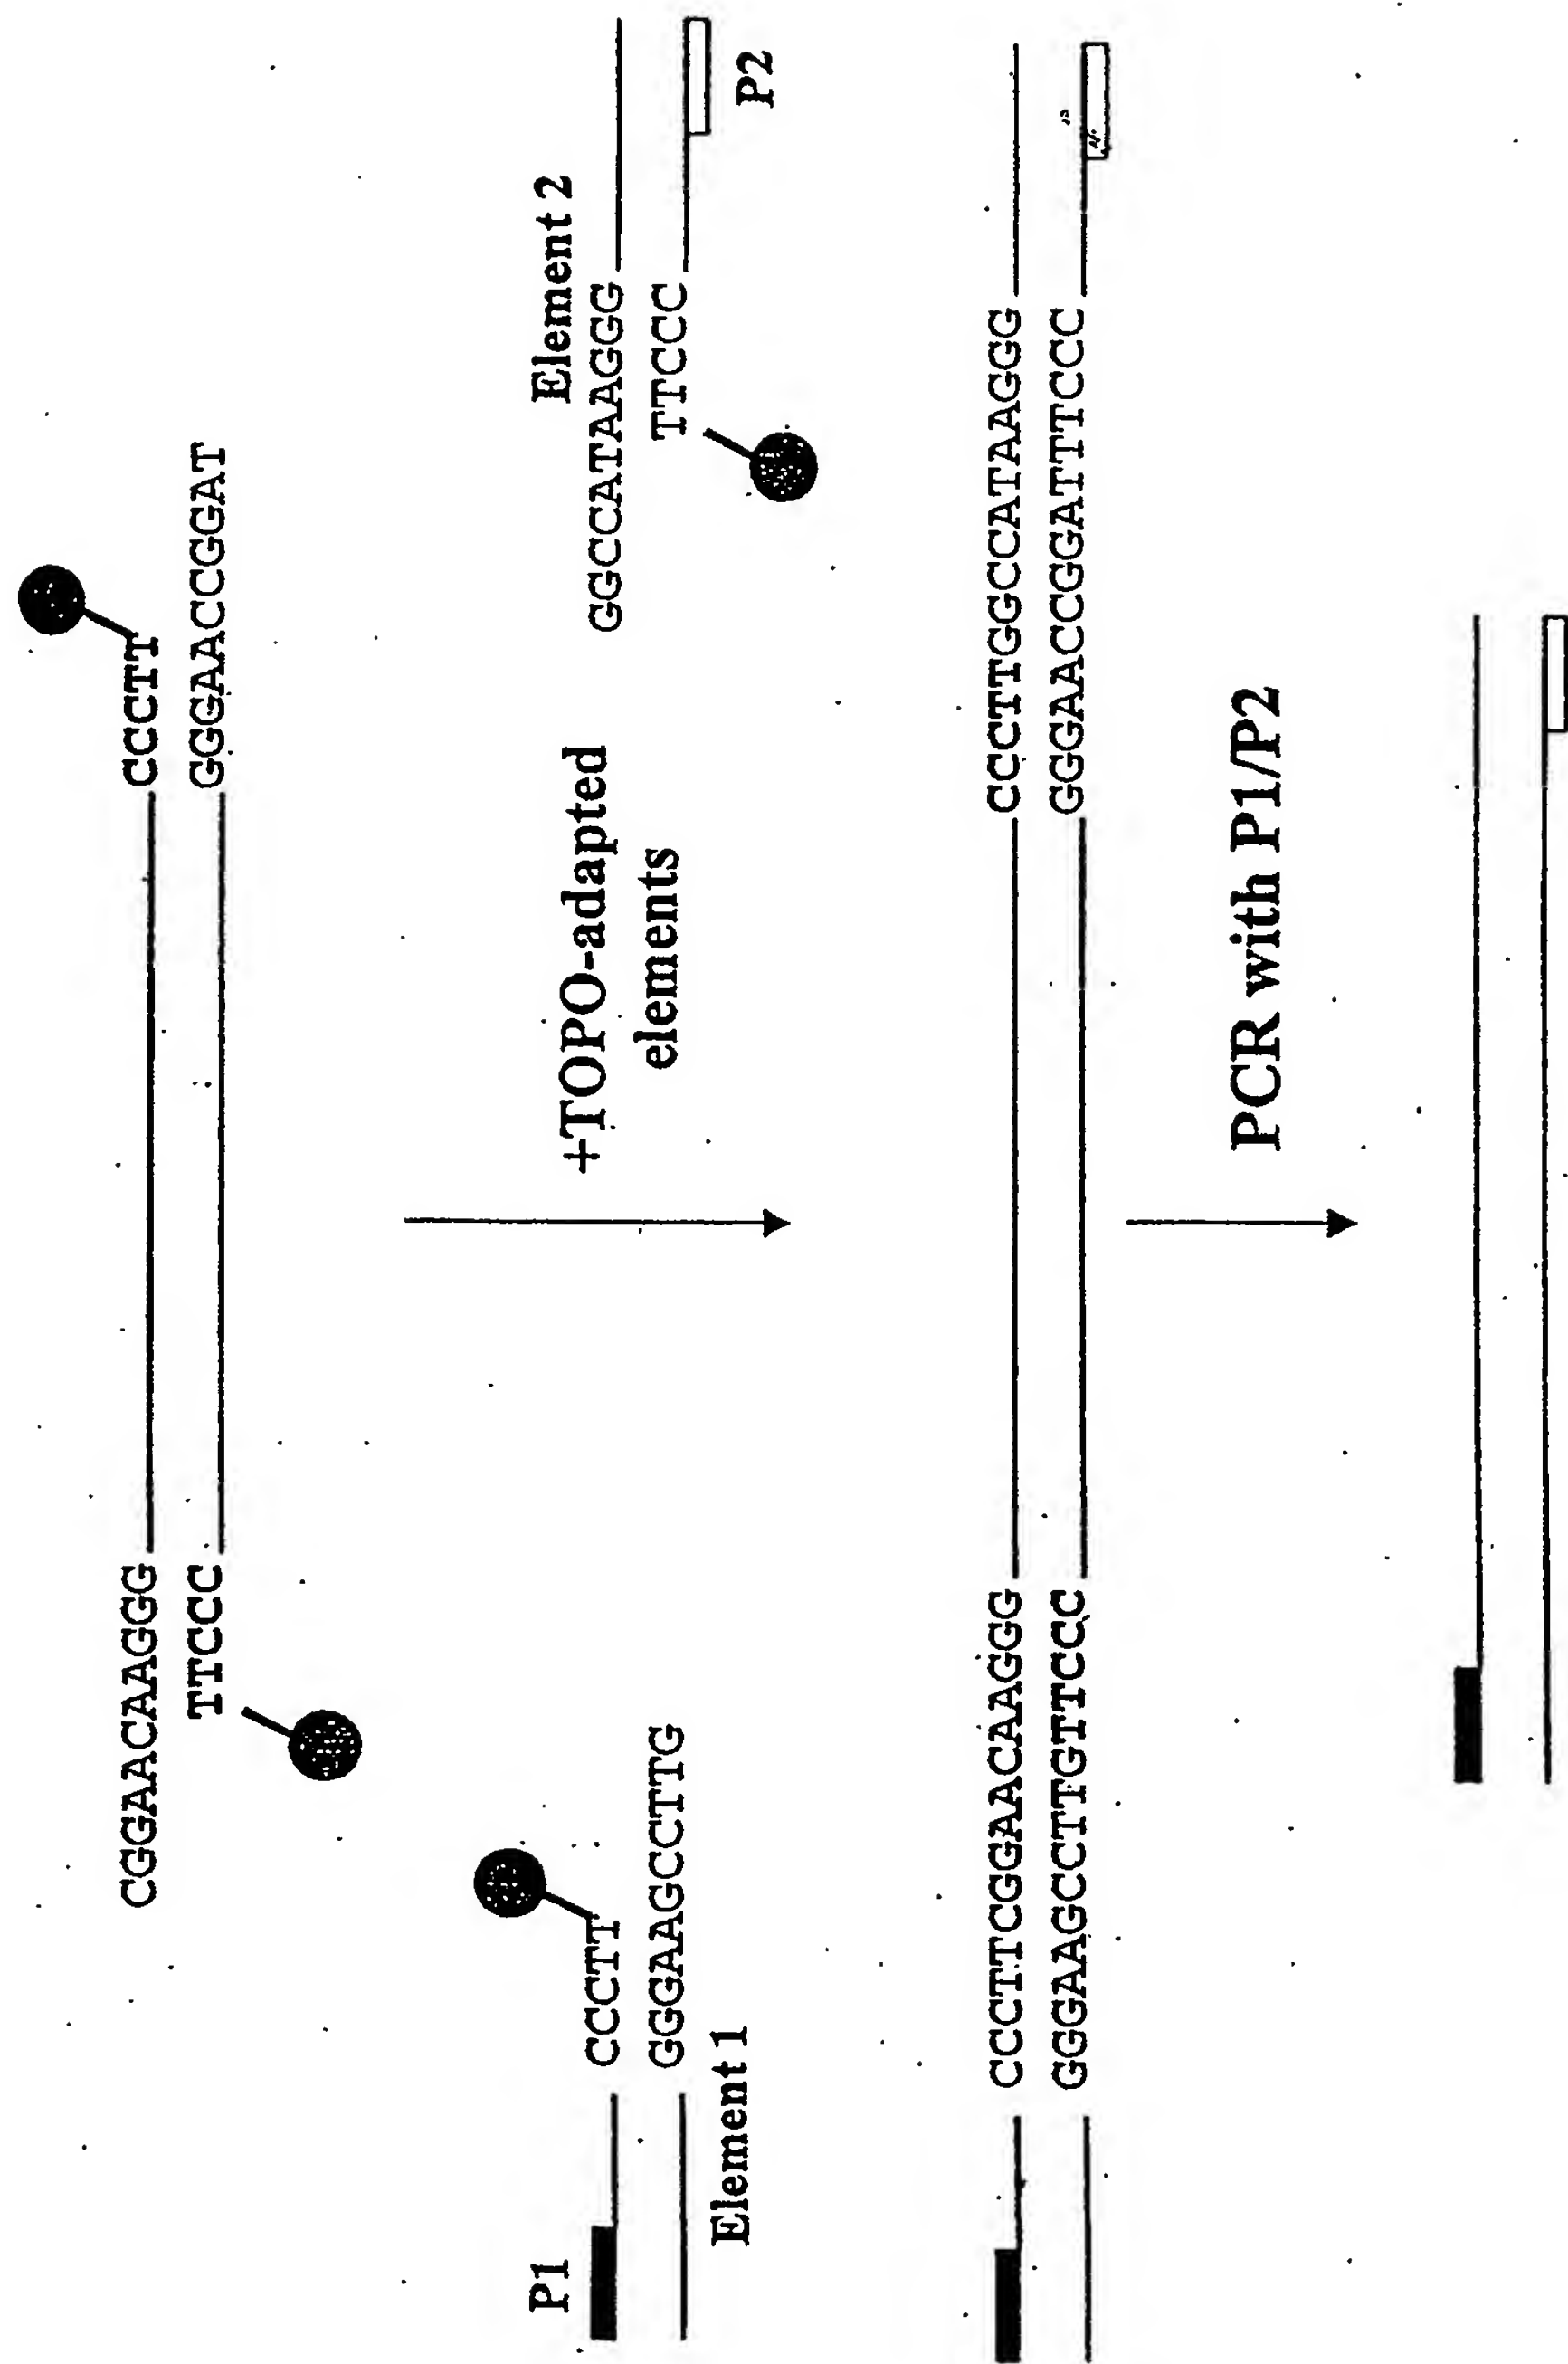 CGGAACAAGGG CCCTT
TTCCC GGGAACCGGAT
P1
CCCTT
GGGAAGCCTTG
Element 1
+TOPO-adapted
elements
Element 2
GGCCATAAGGG
TTCCC
P2
CCCTTCGGAACAAGGG CCCTTGGCCATAAGGG
GGGAAGCCTTGTTCCC GGGAACCGGATTTCCC
PCR with P1/P2